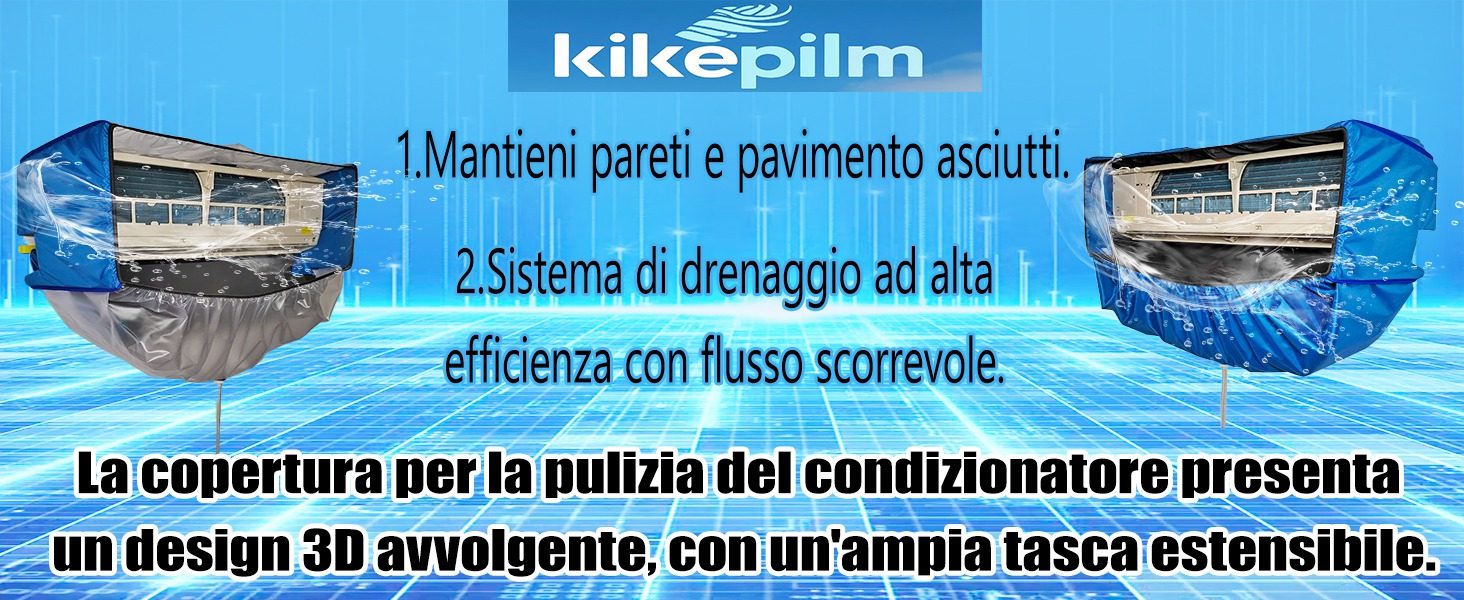 kikepilm
1.Mantieni pareti e pavimento asciutti.
2.Sistema di drenaggio ad alta
efficienza con flusso scorrevole.
La copertura per la pulizia del condizionatore presenta
un design 3D avvolgente, con un'ampia tasca estensibile.